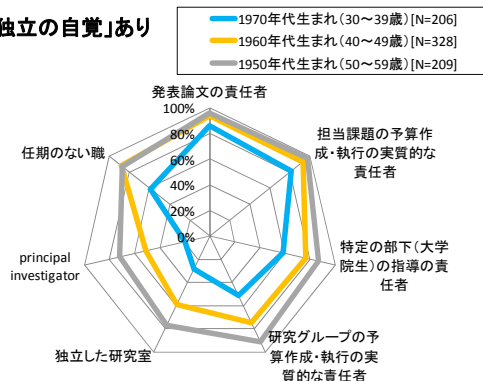 独立の自覚」あり
1970年代生まれ(30～39歳)[N=206]
1960年代生まれ(40～49歳)[N=328]
1950年代生まれ(50～59歳)[N=209]
発表論文の責任者
100%
80%
60%
40%
20%
0%
担当課題の予算作
成・執行の実質的な
責任者
特定の部下(大学
院生)の指導の責
任者
研究グループの予
算作成・執行の実
質的な責任者
独立した研究室
principal
investigator
任期のない職